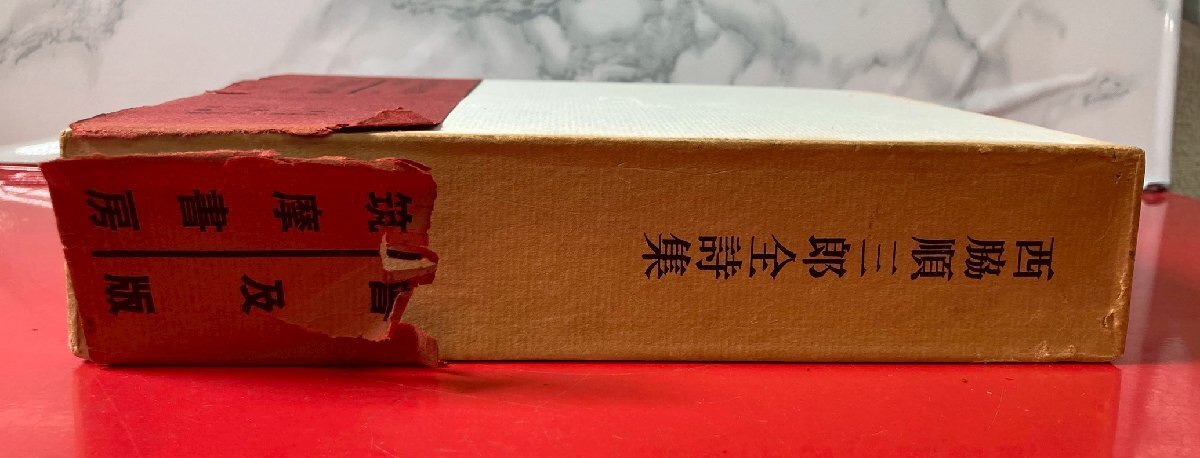 西脇順三郎全詩集
普及版
筑摩書房